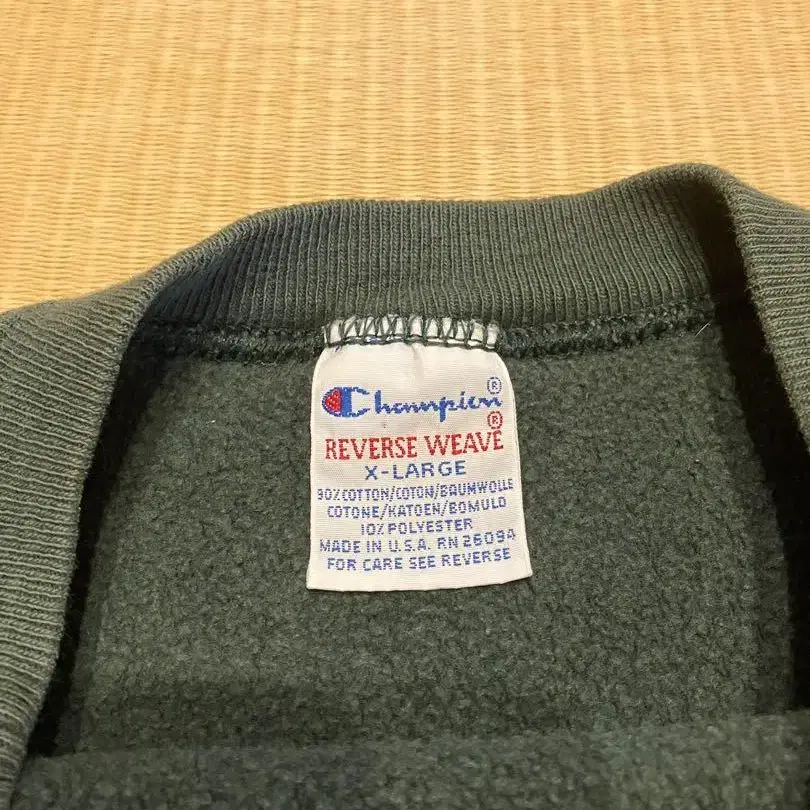 Champion®
REVERSE WEAVE®
X-LARGE
90% COTTON/COTON/BAUMWOLLE
COTONE/KATOEN/BOMULD
10% POLYESTER
MADE IN U.S.A. RN 26094
FOR CARE SEE REVERSE